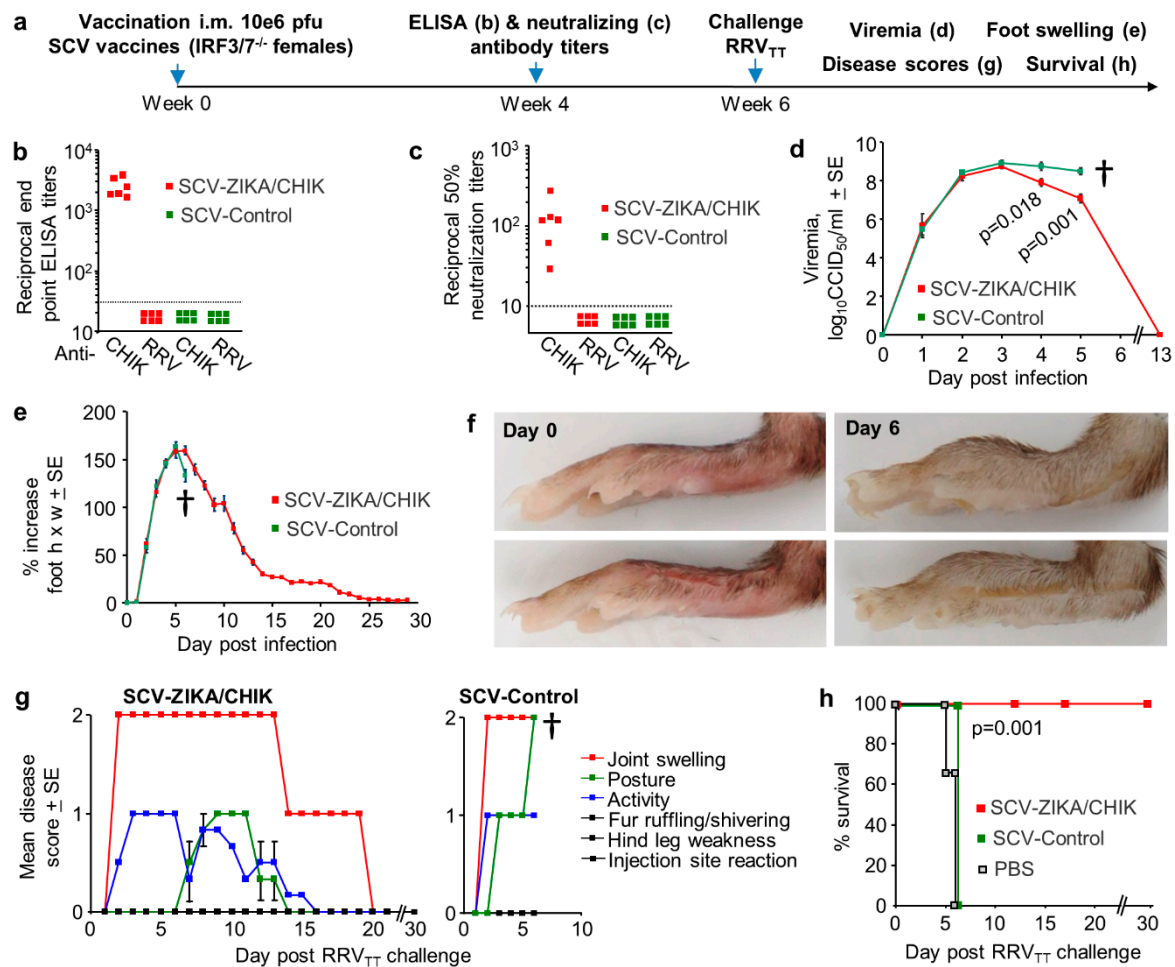 a
Vaccination i.m. 10e6 pfu
SCV vaccines (IRF3/7-/- females)
ELISA (b) & neutralizing (c)
antibody titers
Challenge
RRVTT
Viremia (d)
Foot swelling (e)
Disease scores (g)
Survival (h)
Week 0
Week 4
Week 6
b
Reciprocal end
point ELISA titers
10^4
10^3
10^2
10
SCV-ZIKA/CHIK
SCV-Control
Anti-
CHIK
RRV
CHIK
RRV
c
Reciprocal 50%
neutralization titers
10^3
10^2
10
SCV-ZIKA/CHIK
SCV-Control
CHIK
RRV
CHIK
RRV
d
Viremia,
log10CCID50/ml ± SE
10
8
6
4
2
0
†
p=0.018
p=0.001
SCV-ZIKA/CHIK
SCV-Control
0 1 2 3 4 5 6 13
Day post infection
e
% increase
foot h x w ± SE
200
150
100
50
0
†
SCV-ZIKA/CHIK
SCV-Control
0 5 10 15 20 25 30
Day post infection
f
Day 0
Day 6
g
SCV-ZIKA/CHIK
SCV-Control
Mean disease
score ± SE
2
1
0
0 5 10 15 20 30
2
1
0
0 5 10
†
Joint swelling
Posture
Activity
Fur ruffling/shivering
Hind leg weakness
Injection site reaction
Day post RRVTT challenge
h
% survival
100
80
60
40
20
0
p=0.001
SCV-ZIKA/CHIK
SCV-Control
PBS
0 5 10 15 30
Day post RRVTT challenge